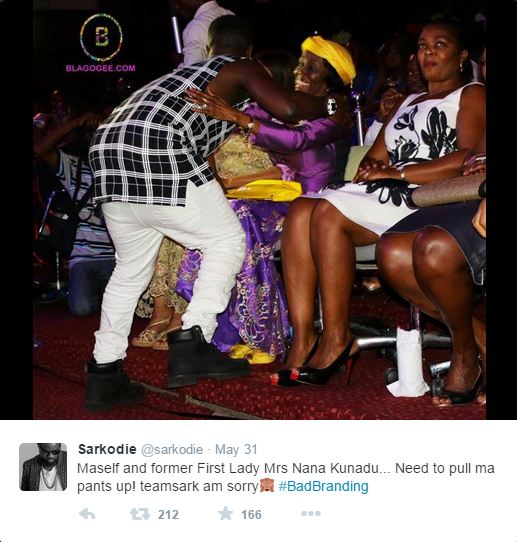 B
BLAGOGEE.COM
Sarkodie @sarkodie · May 31
Maself and former First Lady Mrs Nana Kunadu... Need to pull ma
pants up! teamsark am sorry🙈 #BadBranding
212 166